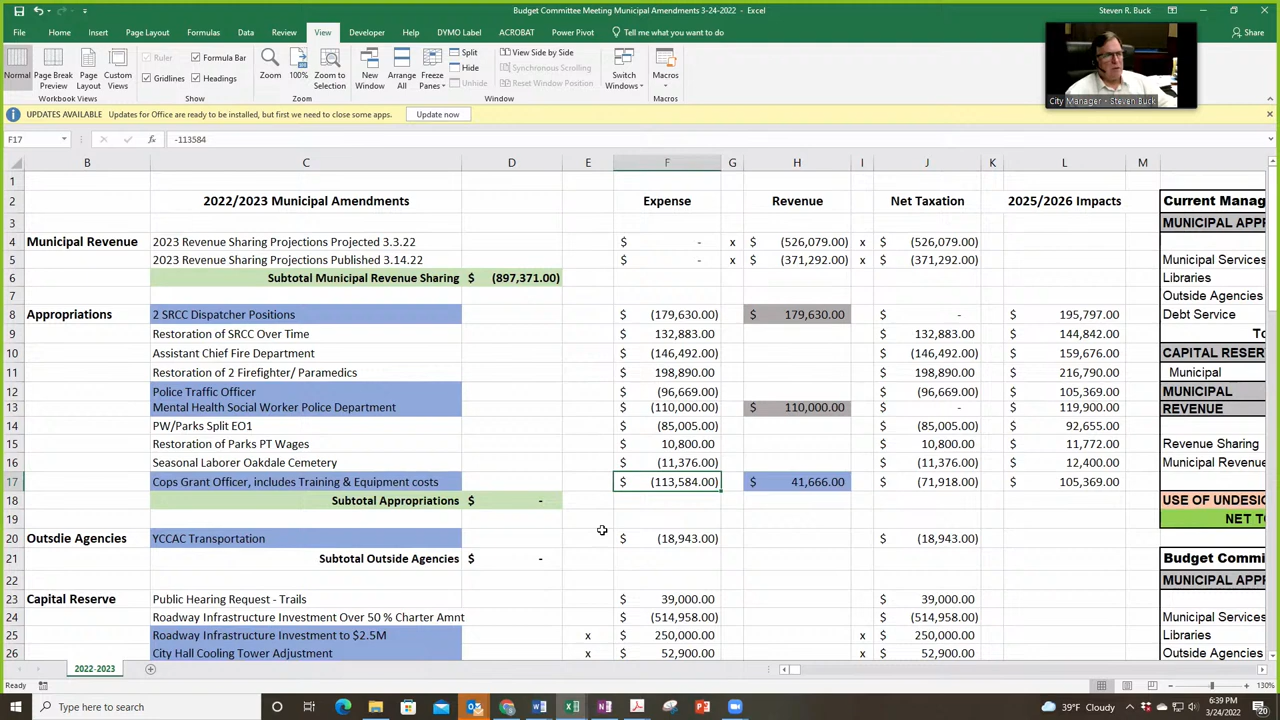 Budget Committee Meeting Municipal Amendments 3-24-2022 - Excel
Steven R. Buck
File Home Insert Page Layout Formulas Data Review View Developer Help DYMO Label ACROBAT Power Pivot Tell me what you want to do
Share
Normal Page Break Preview Page Layout Custom Views
Ruler Formula Bar
Gridlines Headings
Zoom 100% Zoom to Selection
New Window Arrange All Freeze Panes
Split
Hide
Unhide
View Side by Side
Synchronous Scrolling
Reset Window Position
Switch Windows Macros
Workbook Views Show Zoom Window Macros
City Manager - Steven Buck
UPDATES AVAILABLE Updates for Office are ready to be installed, but first we need to close some apps. Update now
F17 fx -113584
B C D E F G H I J K L M
1
2 2022/2023 Municipal Amendments Expense Revenue Net Taxation 2025/2026 Impacts Current Manag
3 MUNICIPAL APPR
4 Municipal Revenue 2023 Revenue Sharing Projections Projected 3.3.22 $ - x $ (526,079.00) x $ (526,079.00)
5 2023 Revenue Sharing Projections Published 3.14.22 $ - x $ (371,292.00) x $ (371,292.00) Municipal Services
6 Subtotal Municipal Revenue Sharing $ (897,371.00) Libraries
7 Outside Agencies
8 Appropriations 2 SRCC Dispatcher Positions $ (179,630.00) $ 179,630.00 $ - $ 195,797.00 Debt Service
9 Restoration of SRCC Over Time $ 132,883.00 $ 132,883.00 $ 144,842.00 To
10 Assistant Chief Fire Department $ (146,492.00) $ (146,492.00) $ 159,676.00 CAPITAL RESER
11 Restoration of 2 Firefighter/ Paramedics $ 198,890.00 $ 198,890.00 $ 216,790.00 Municipal
12 Police Traffic Officer $ (96,669.00) $ (96,669.00) $ 105,369.00 MUNICIPAL
13 Mental Health Social Worker Police Department $ (110,000.00) $ 110,000.00 $ - $ 119,900.00 REVENUE
14 PW/Parks Split EO1 $ (85,005.00) $ (85,005.00) $ 92,655.00
15 Restoration of Parks PT Wages $ 10,800.00 $ 10,800.00 $ 11,772.00 Revenue Sharing
16 Seasonal Laborer Oakdale Cemetery $ (11,376.00) $ (11,376.00) $ 12,400.00 Municipal Revenu
17 Cops Grant Officer, includes Training & Equipment costs $ (113,584.00) $ 41,666.00 $ (71,918.00) $ 105,369.00
18 Subtotal Appropriations $ - USE OF UNDESIG
19 NET TO
20 Outsdie Agencies YCCAC Transportation $ (18,943.00) $ (18,943.00)
21 Subtotal Outside Agencies $ - Budget Commi
22 MUNICIPAL APPR
23 Capital Reserve Public Hearing Request - Trails $ 39,000.00 $ 39,000.00
24 Roadway Infrastructure Investment Over 50 % Charter Amnt $ (514,958.00) $ (514,958.00) Municipal Services
25 Roadway Infrastructure Investment to $2.5M x $ 250,000.00 x $ 250,000.00 Libraries
26 City Hall Cooling Tower Adjustment x $ 52,900.00 x $ 52,900.00 Outside Agencies
2022-2023
Ready 130%
Type here to search
39°F Cloudy
6:39 PM
3/24/2022
20